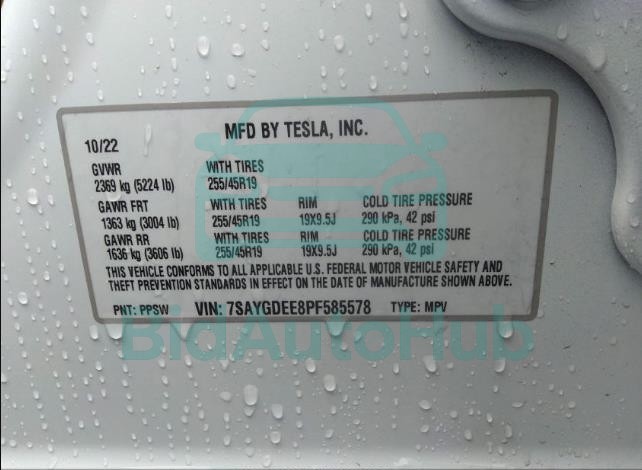 MFD BY TESLA, INC.
10/22
GVWR WITH TIRES
2369 kg (5224 lb) 255/45R19
GAWR FRT WITH TIRES RIM COLD TIRE PRESSURE
1363 kg (3004 lb) 255/45R19 19X9.5J 290 kPa, 42 psi
GAWR RR WITH TIRES RIM COLD TIRE PRESSURE
1636 kg (3606 lb) 255/45R19 19X9.5J 290 kPa, 42 psi
THIS VEHICLE CONFORMS TO ALL APPLICABLE U.S. FEDERAL MOTOR VEHICLE SAFETY AND
THEFT PREVENTION STANDARDS IN EFFECT ON THE DATE OF MANUFACTURE SHOWN ABOVE.
PNT: PPSW VIN: 7SAYGDEE8PF585578 TYPE: MPV
BidAutoHub